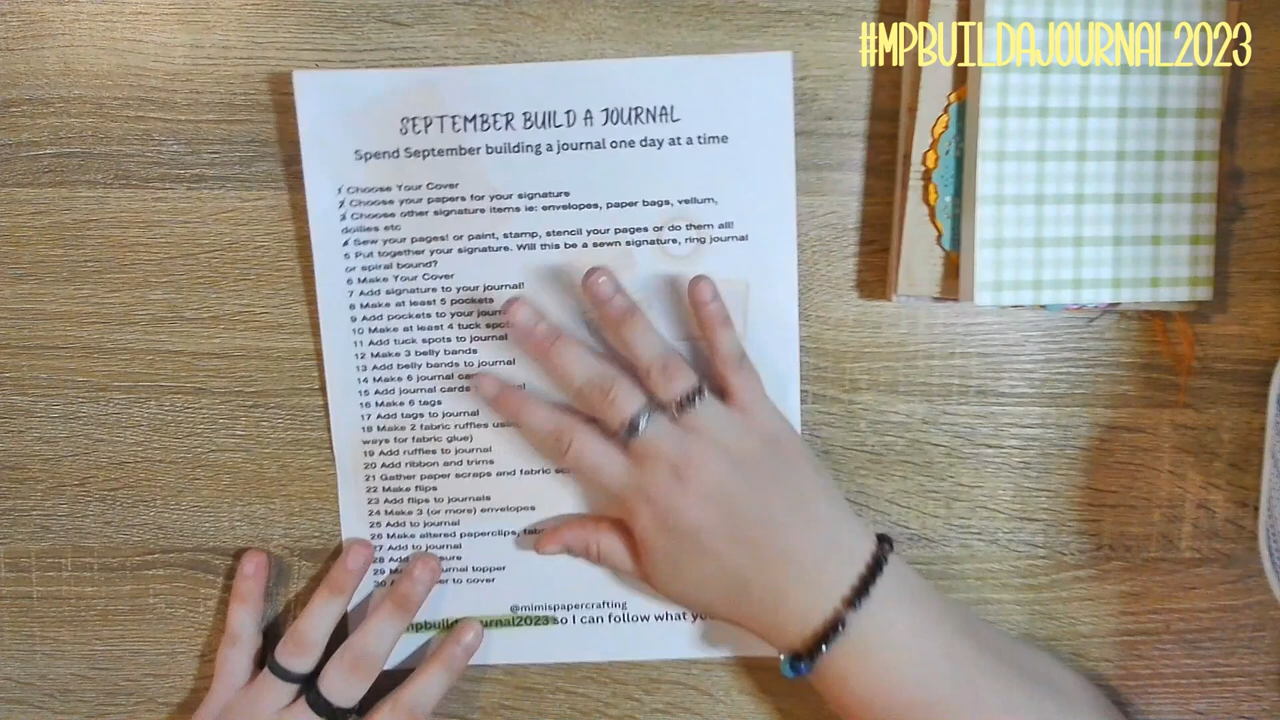 #MPBUILDAJOURNAL2023
SEPTEMBER BUILD A JOURNAL
Spend September building a journal one day at a time
1 Choose Your Cover
2 Choose your papers for your signature
3 Choose other signature items ie: envelopes, paper bags, vellum,
doilies etc
4 Sew your pages! or paint, stamp, stencil your pages or do them all!
5 Put together your signature. Will this be a sewn signature, ring journal
or spiral bound?
6 Make Your Cover
7 Add signature to your journal!
8 Make at least 5 pockets
9 Add pockets to your
10 Make at least 4 tuck
11 Add tuck spots to journal
12 Make 3 belly bands
13 Add belly bands to journal
14 Make 6 journal
15 Add journal cards
16 Make 6 tags
17 Add tags to journal
18 Make 2 fabric ruffles
ways for fabric glue)
19 Add ruffles to journal
20 Add ribbon and trims
21 Gather paper scraps and fabric
22 Make flips
23 Add flips to journals
24 Make 3 (or more) envelopes
25 Add to journal
26 Make altered paperclips,
27 Add to journal
28 Add
29 topper
30 to cover
@mimispapercrafting
so I can follow what